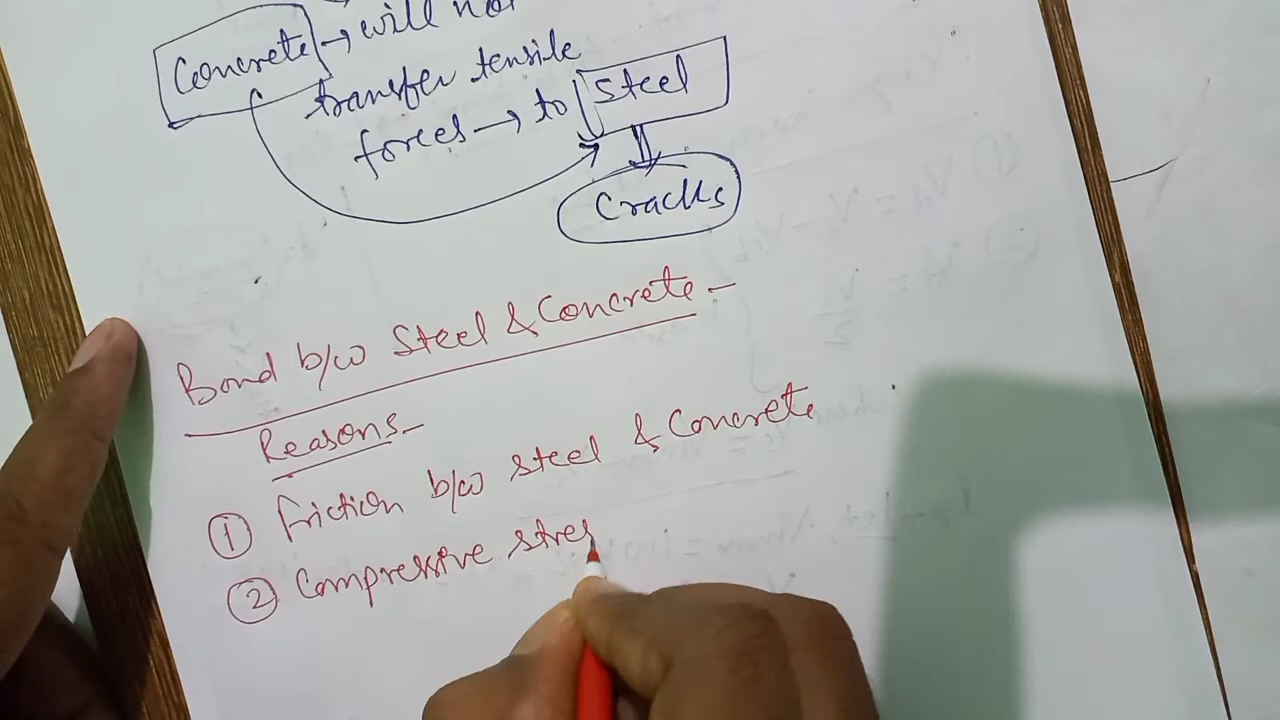 Concrete → will not
transfer tensile
forces → to Steel
Cracks
Bond b/w Steel & Concrete -
Reasons -
① Friction b/w steel & Concrete
② Compressive stres